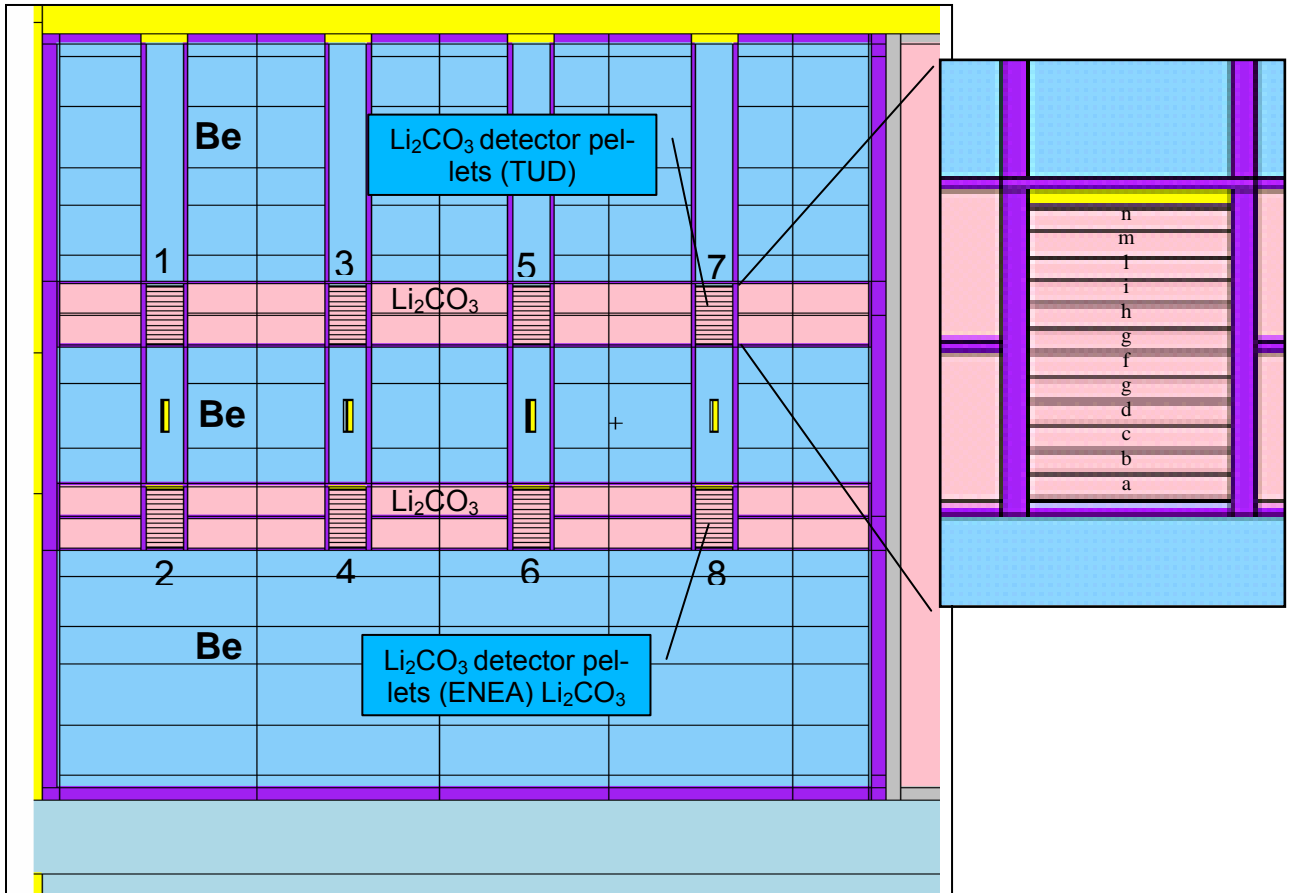 Be
Li₂CO₃ detector pel-
lets (TUD)
1 3 5 7
Li₂CO₃
Be
Li₂CO₃
2 4 6 8
Be
Li₂CO₃ detector pel-
lets (ENEA) Li₂CO₃
n
m
l
i
h
g
f
g
d
c
b
a